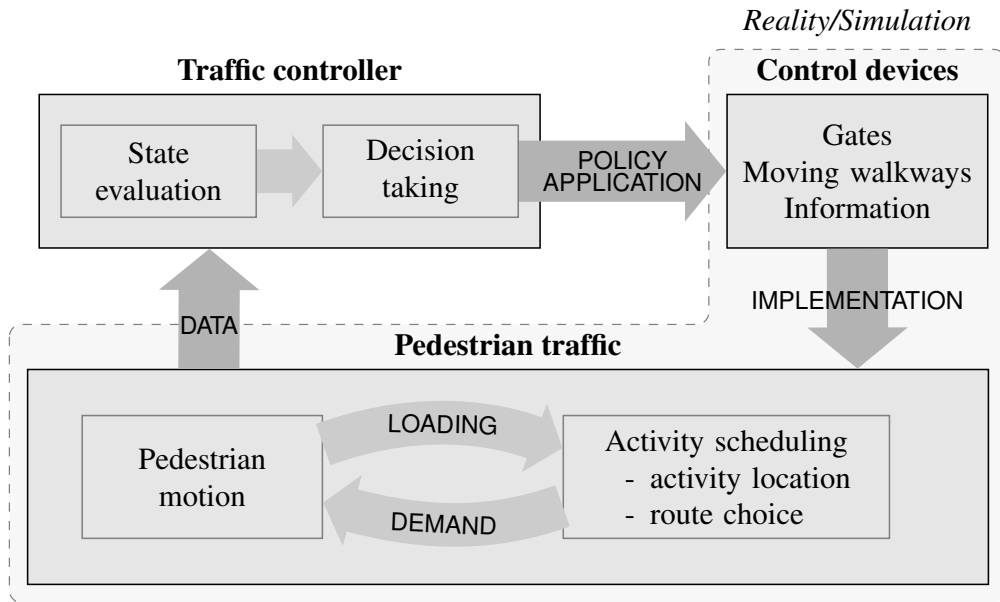 Reality/Simulation
Traffic controller
Control devices
State
evaluation
Decision
taking
POLICY
APPLICATION
Gates
Moving walkways
Information
DATA
IMPLEMENTATION
Pedestrian traffic
Pedestrian
motion
LOADING
DEMAND
Activity scheduling
- activity location
- route choice